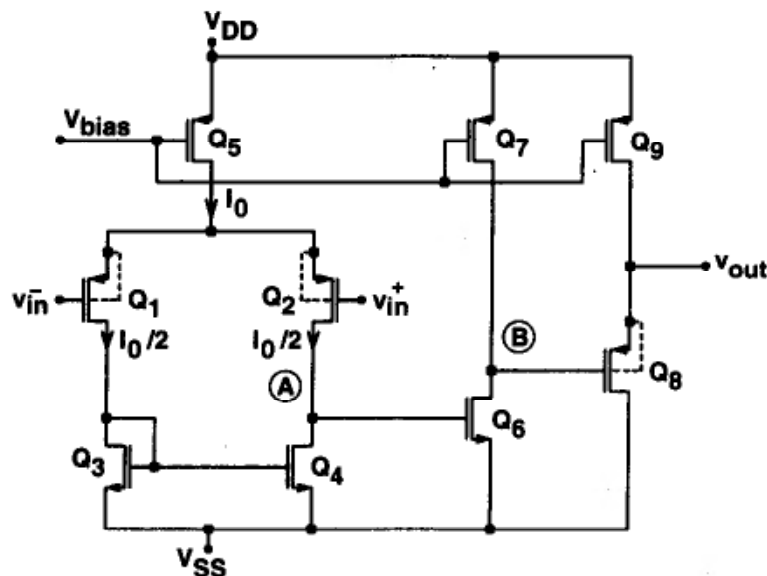 VDD
Vbias
Q5
Q7
Q9
I0
vin-
Q1
Q2
vin+
vout
I0/2
I0/2
B
A
Q8
Q3
Q4
Q6
VSS